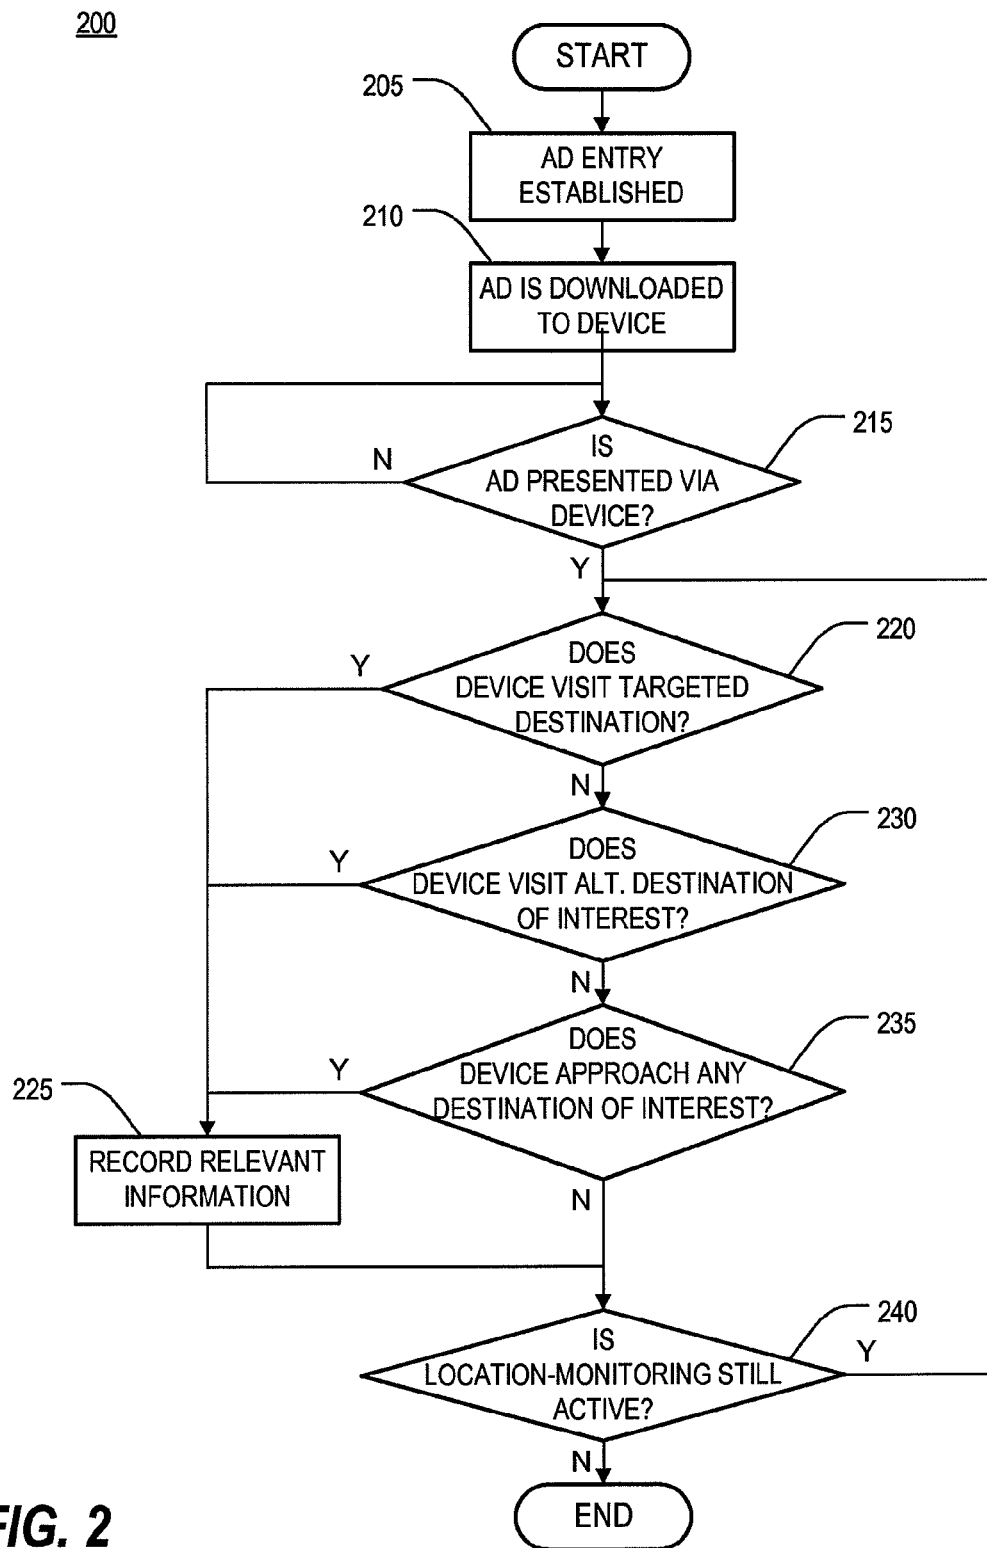 200
START
205
AD ENTRY
ESTABLISHED
210
AD IS DOWNLOADED
TO DEVICE
215
IS
AD PRESENTED VIA
DEVICE?
N
Y
220
DOES
DEVICE VISIT TARGETED
DESTINATION?
Y
N
230
DOES
DEVICE VISIT ALT. DESTINATION
OF INTEREST?
Y
N
235
DOES
DEVICE APPROACH ANY
DESTINATION OF INTEREST?
Y
N
225
RECORD RELEVANT
INFORMATION
240
IS
LOCATION-MONITORING STILL
ACTIVE?
Y
N
END
FIG. 2